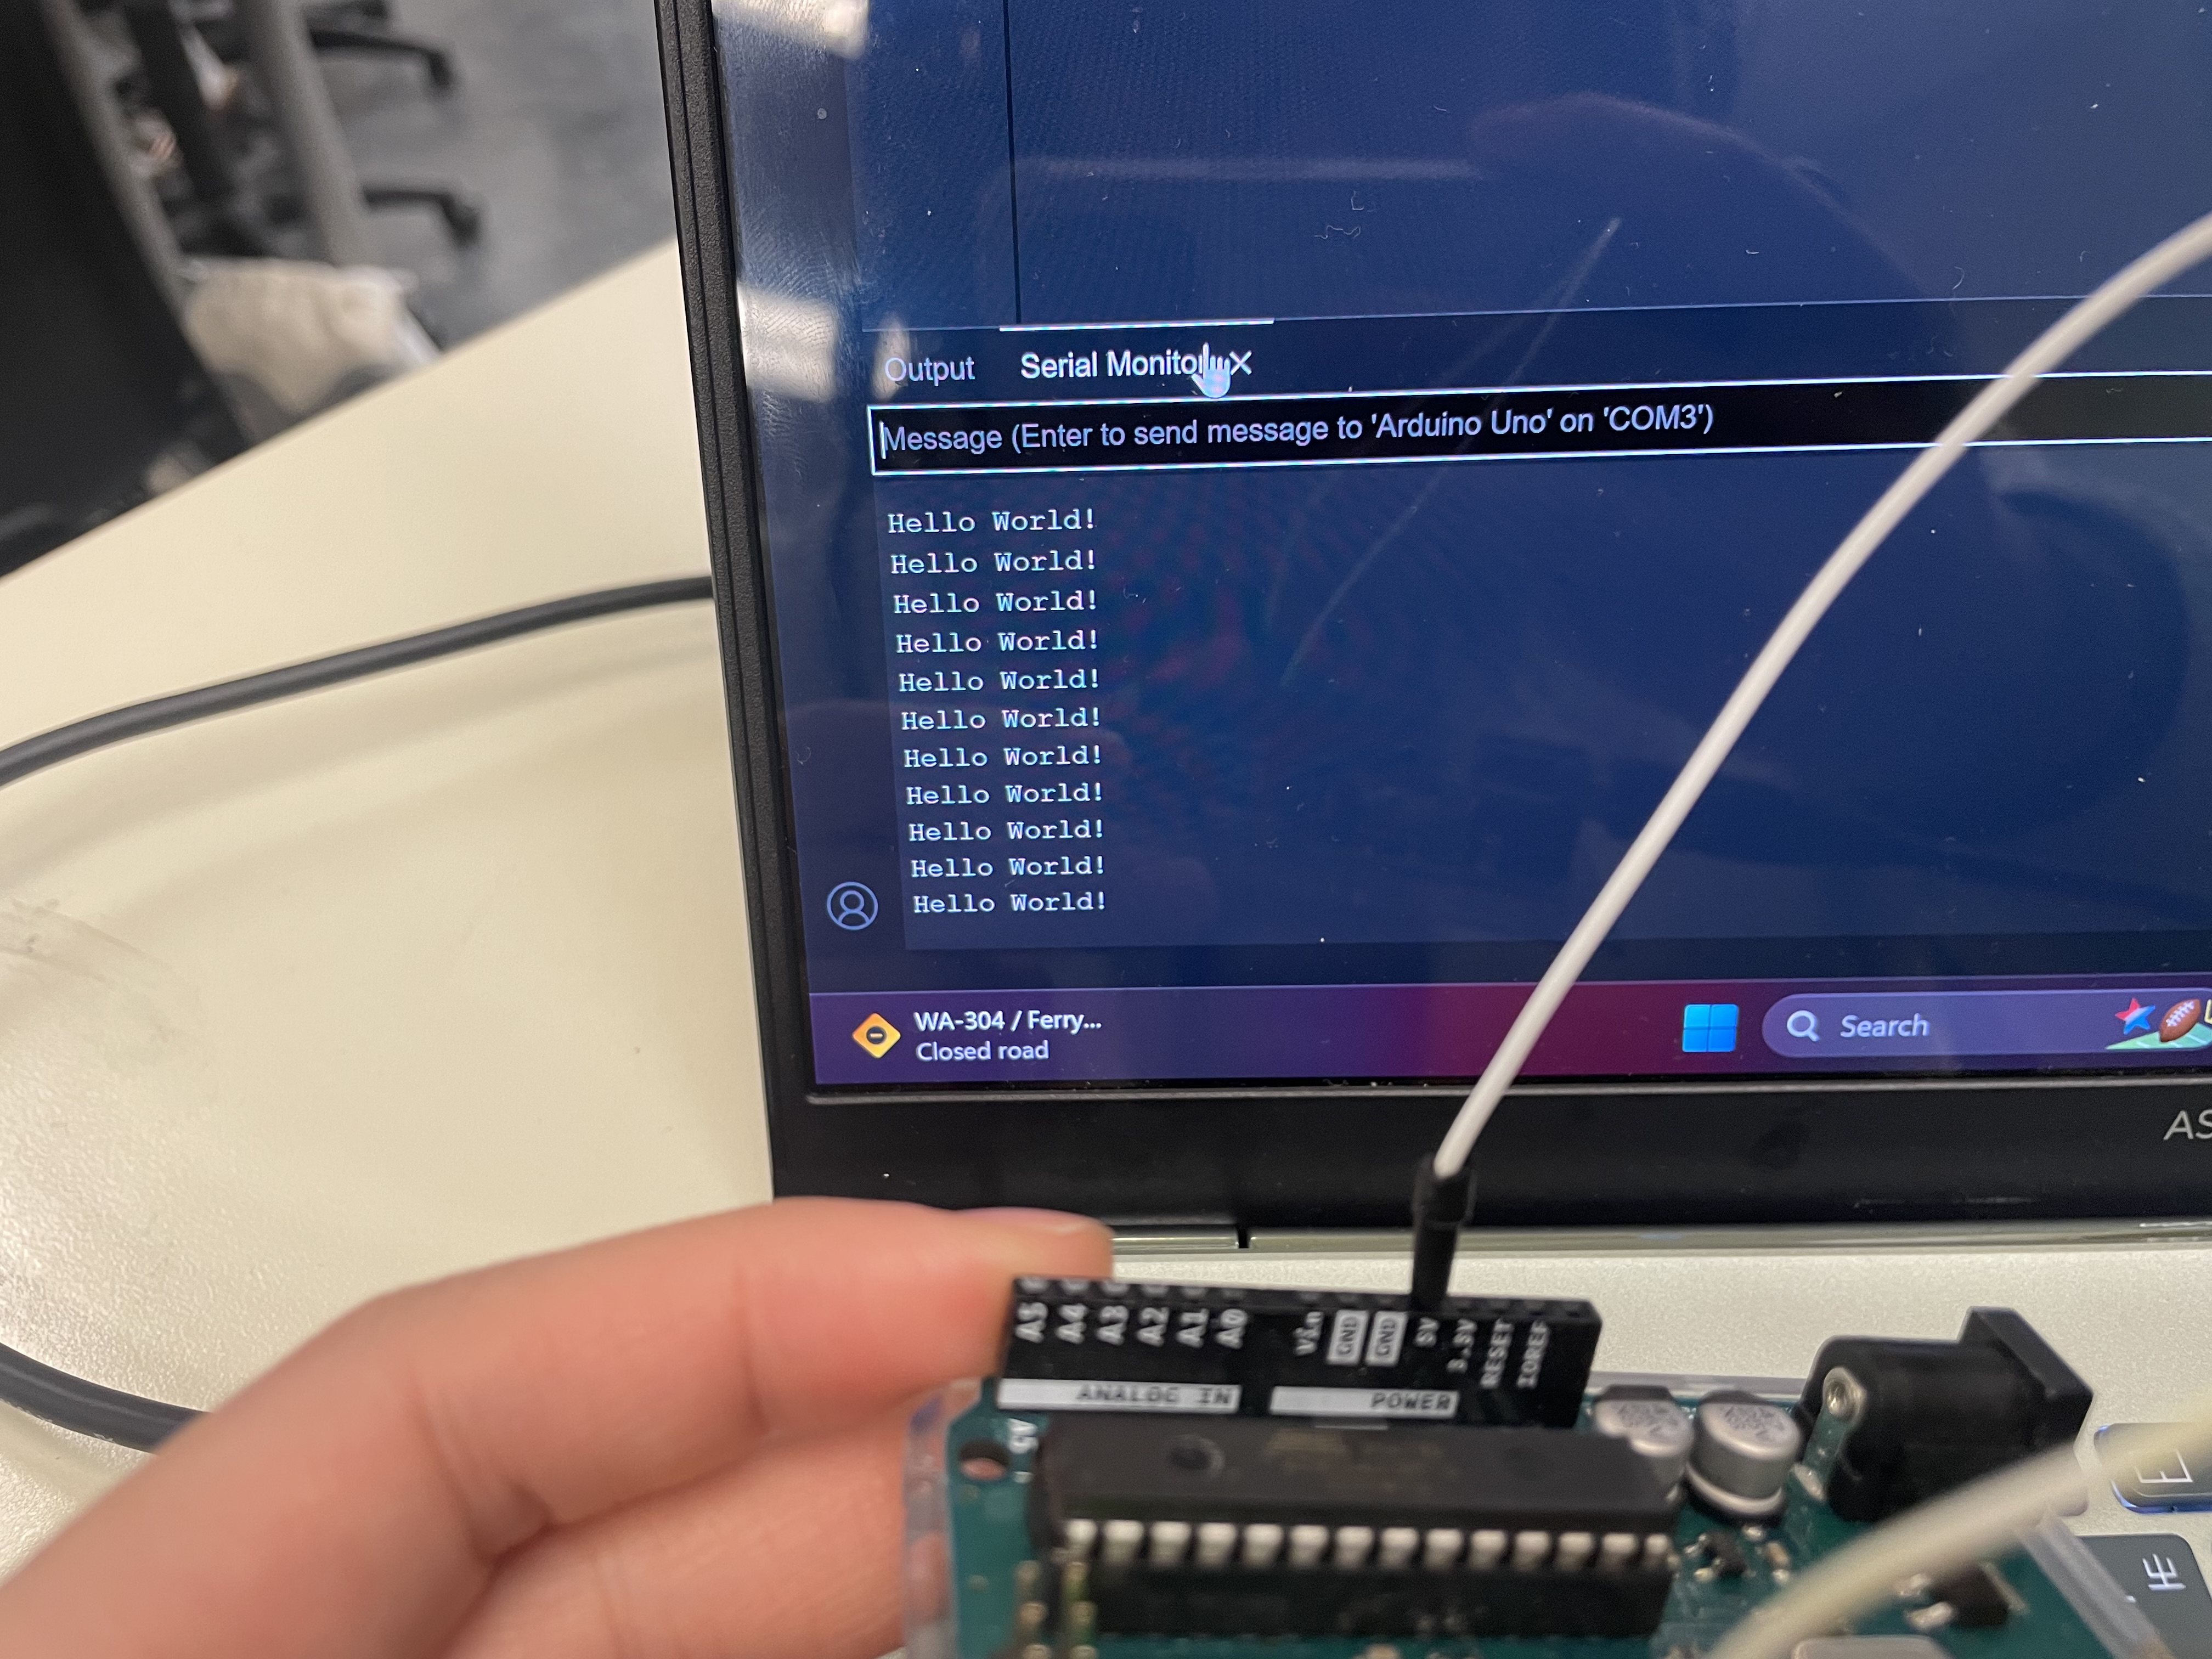 Output Serial Monitor
Message (Enter to send message to 'Arduino Uno' on 'COM3')
Hello World!
Hello World!
Hello World!
Hello World!
Hello World!
Hello World!
Hello World!
Hello World!
Hello World!
Hello World!
Hello World!
WA-304 / Ferry...
Closed road
Search
AS
A5 A4 A3 A2 A1 A0 Vin GND GND 5V 3.3V RESET IOREF
ANALOG IN POWER